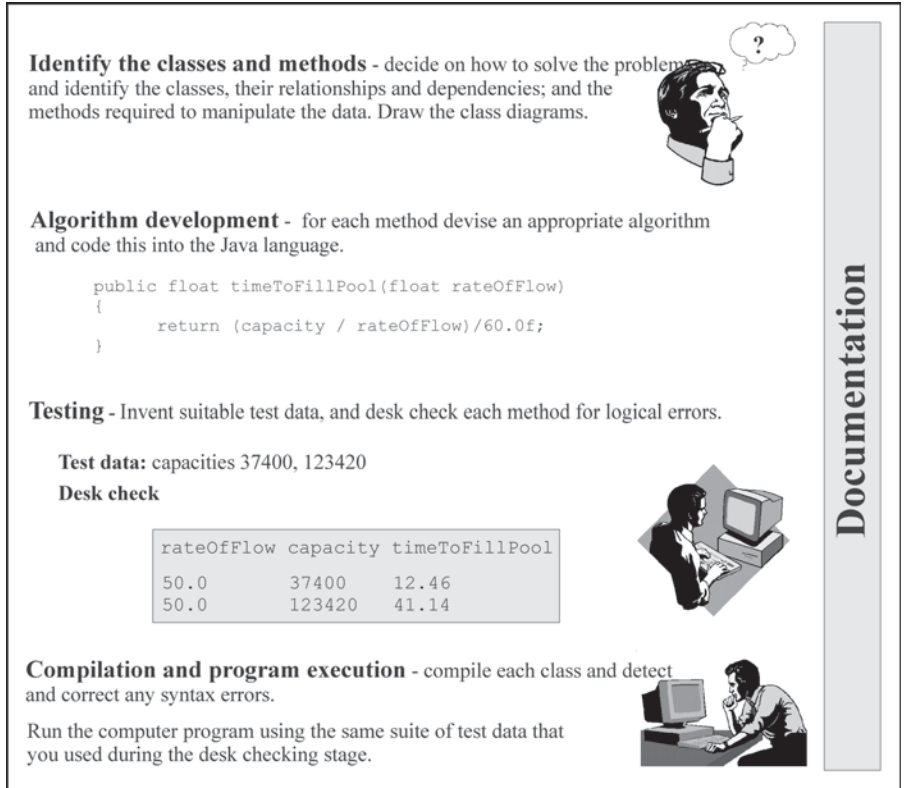 ?
Identify the classes and methods - decide on how to solve the problem
and identify the classes, their relationships and dependencies; and the
methods required to manipulate the data. Draw the class diagrams.
Algorithm development - for each method devise an appropriate algorithm
and code this into the Java language.
public float timeToFillPool(float rateOfFlow)
{
return (capacity / rateOfFlow)/60.0f;
}
Testing - Invent suitable test data, and desk check each method for logical errors.
Test data: capacities 37400, 123420
Desk check
rateOfFlow capacity timeToFillPool
50.0 37400 12.46
50.0 123420 41.14
Compilation and program execution - compile each class and detect
and correct any syntax errors.
Run the computer program using the same suite of test data that
you used during the desk checking stage.
Documentation